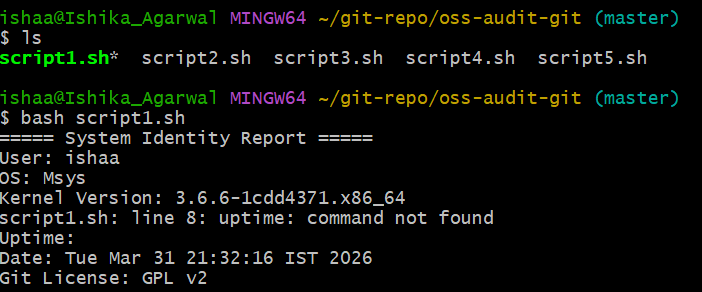 ishaa@Ishika_Agarwal MINGW64 ~/git-repo/oss-audit-git (master)
$ ls
script1.sh*  script2.sh  script3.sh  script4.sh  script5.sh
ishaa@Ishika_Agarwal MINGW64 ~/git-repo/oss-audit-git (master)
$ bash script1.sh
===== System Identity Report =====
User: ishaa
OS: Msys
Kernel Version: 3.6.6-1cdd4371.x86_64
script1.sh: line 8: uptime: command not found
Uptime:
Date: Tue Mar 31 21:32:16 IST 2026
Git License: GPL v2